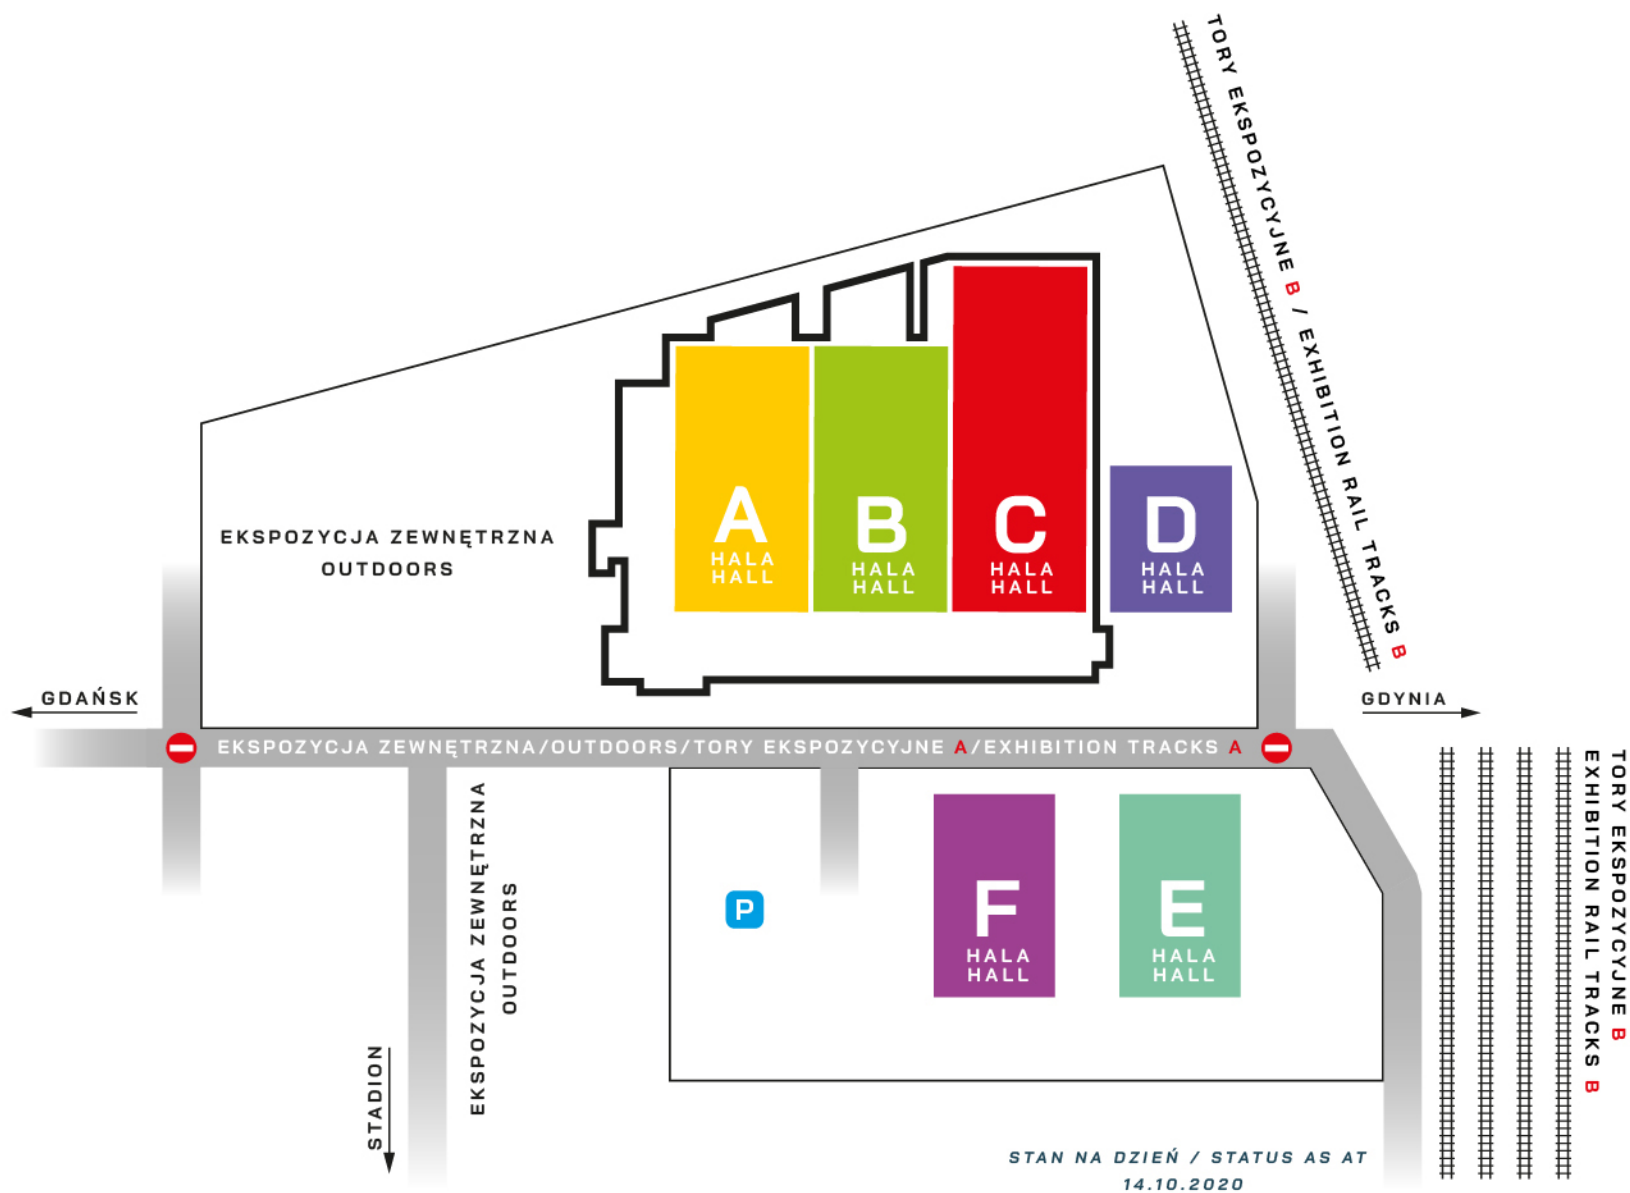 TORY EKSPOZYCYJNE B / EXHIBITION RAIL TRACKS B
A
HALA
HALL
B
HALA
HALL
C
HALA
HALL
D
HALA
HALL
EKSPOZYCJA ZEWNĘTRZNA
OUTDOORS
GDAŃSK
GDYNIA
EKSPOZYCJA ZEWNĘTRZNA/OUTDOORS/TORY EKSPOZYCYJNE A/EXHIBITION TRACKS A
EKSPOZYCJA ZEWNĘTRZNA
OUTDOORS
P
F
HALA
HALL
E
HALA
HALL
TORY EKSPOZYCYJNE B
EXHIBITION RAIL TRACKS B
STADION
STAN NA DZIEŃ / STATUS AS AT
14.10.2020